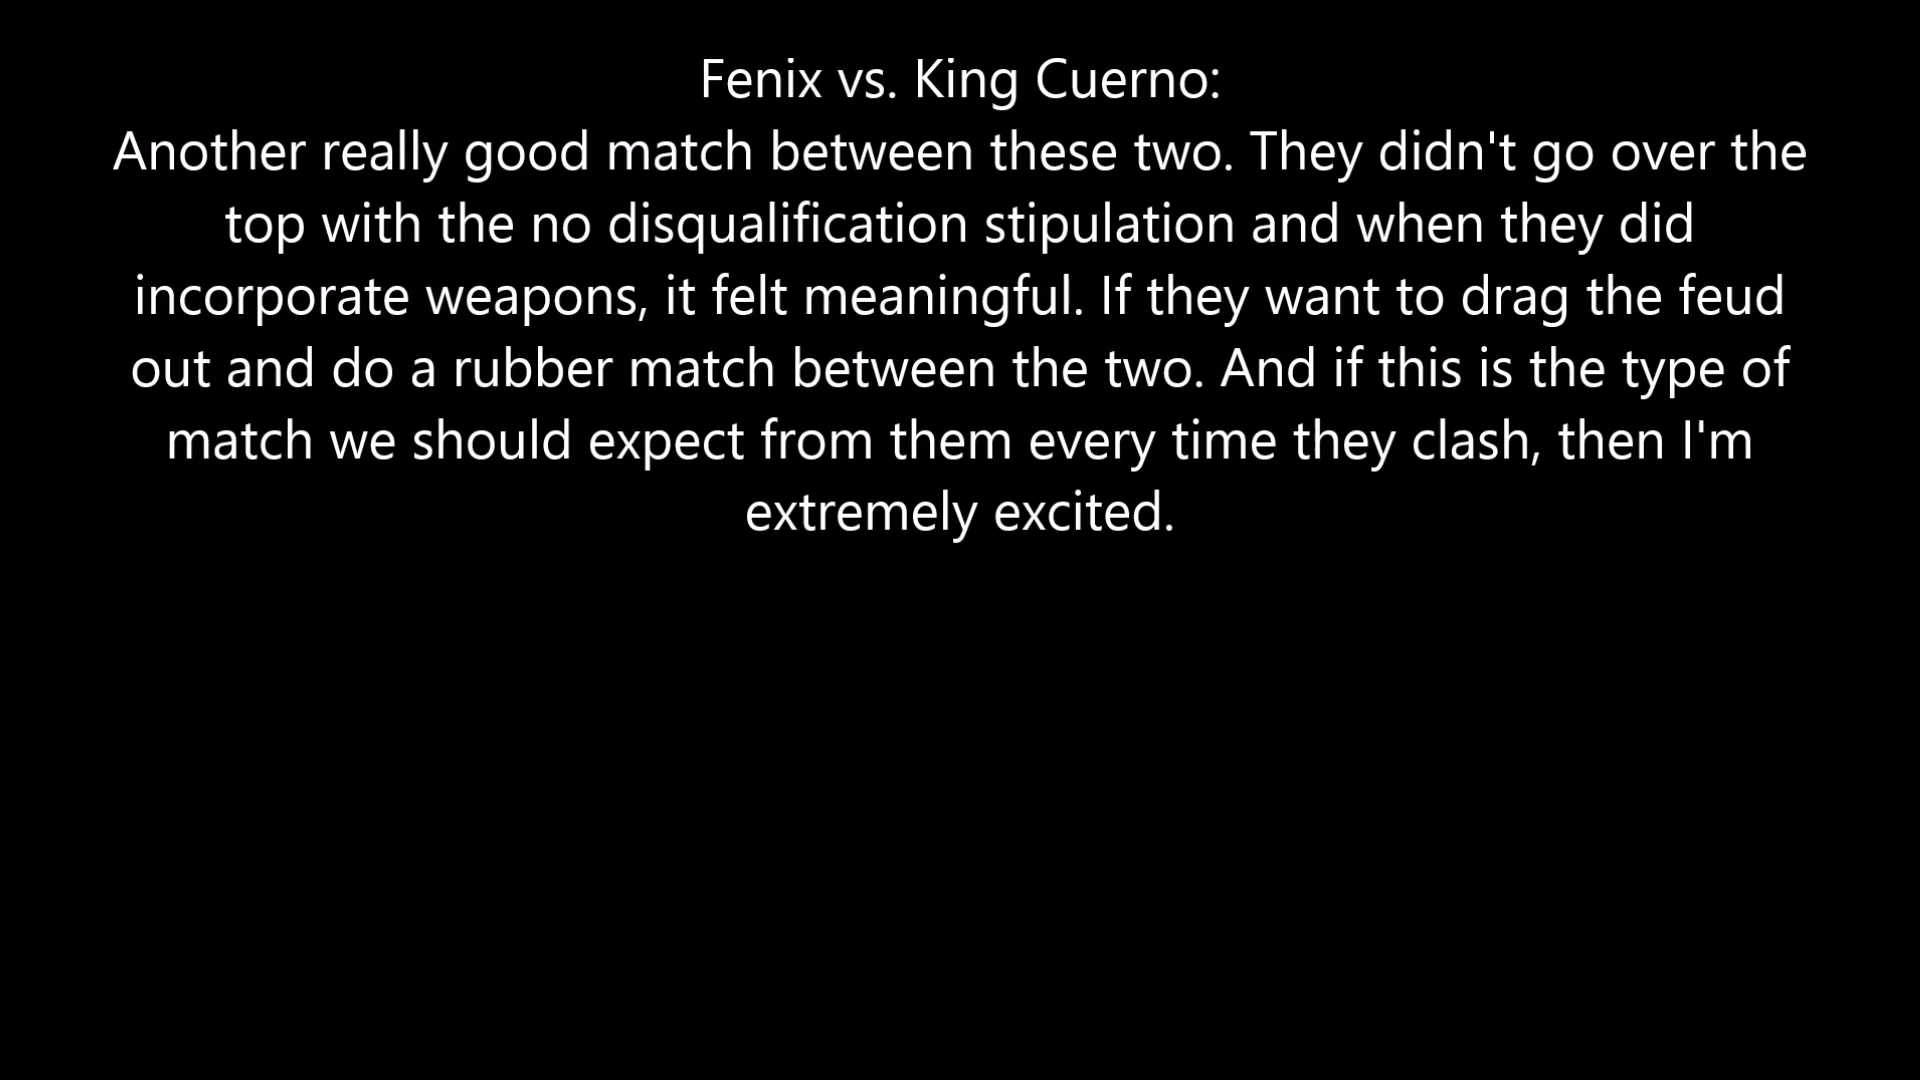 Fenix vs. King Cuerno:
Another really good match between these two. They didn't go over the
top with the no disqualification stipulation and when they did
incorporate weapons, it felt meaningful. If they want to drag the feud
out and do a rubber match between the two. And if this is the type of
match we should expect from them every time they clash, then I'm
extremely excited.